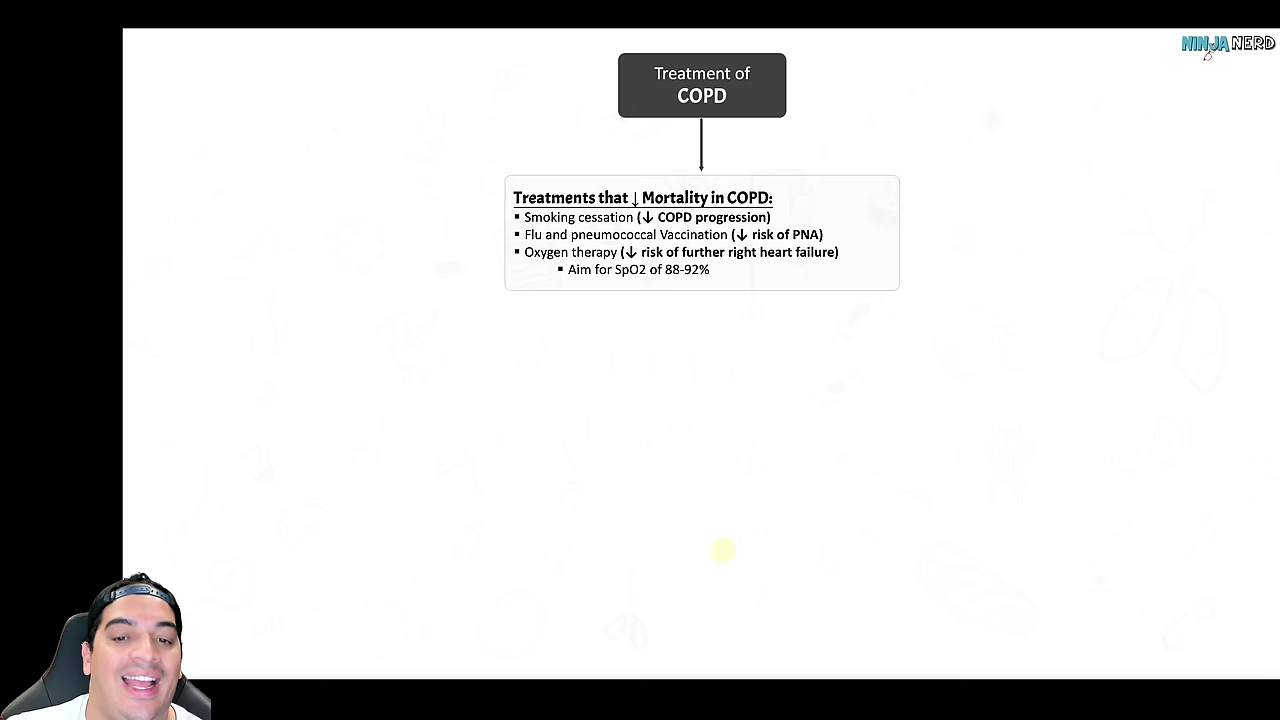 NINJA NERD
Treatment of
COPD
Treatments that ↓ Mortality in COPD:
▪ Smoking cessation (↓ COPD progression)
▪ Flu and pneumococcal Vaccination (↓ risk of PNA)
▪ Oxygen therapy (↓ risk of further right heart failure)
▪ Aim for SpO2 of 88-92%